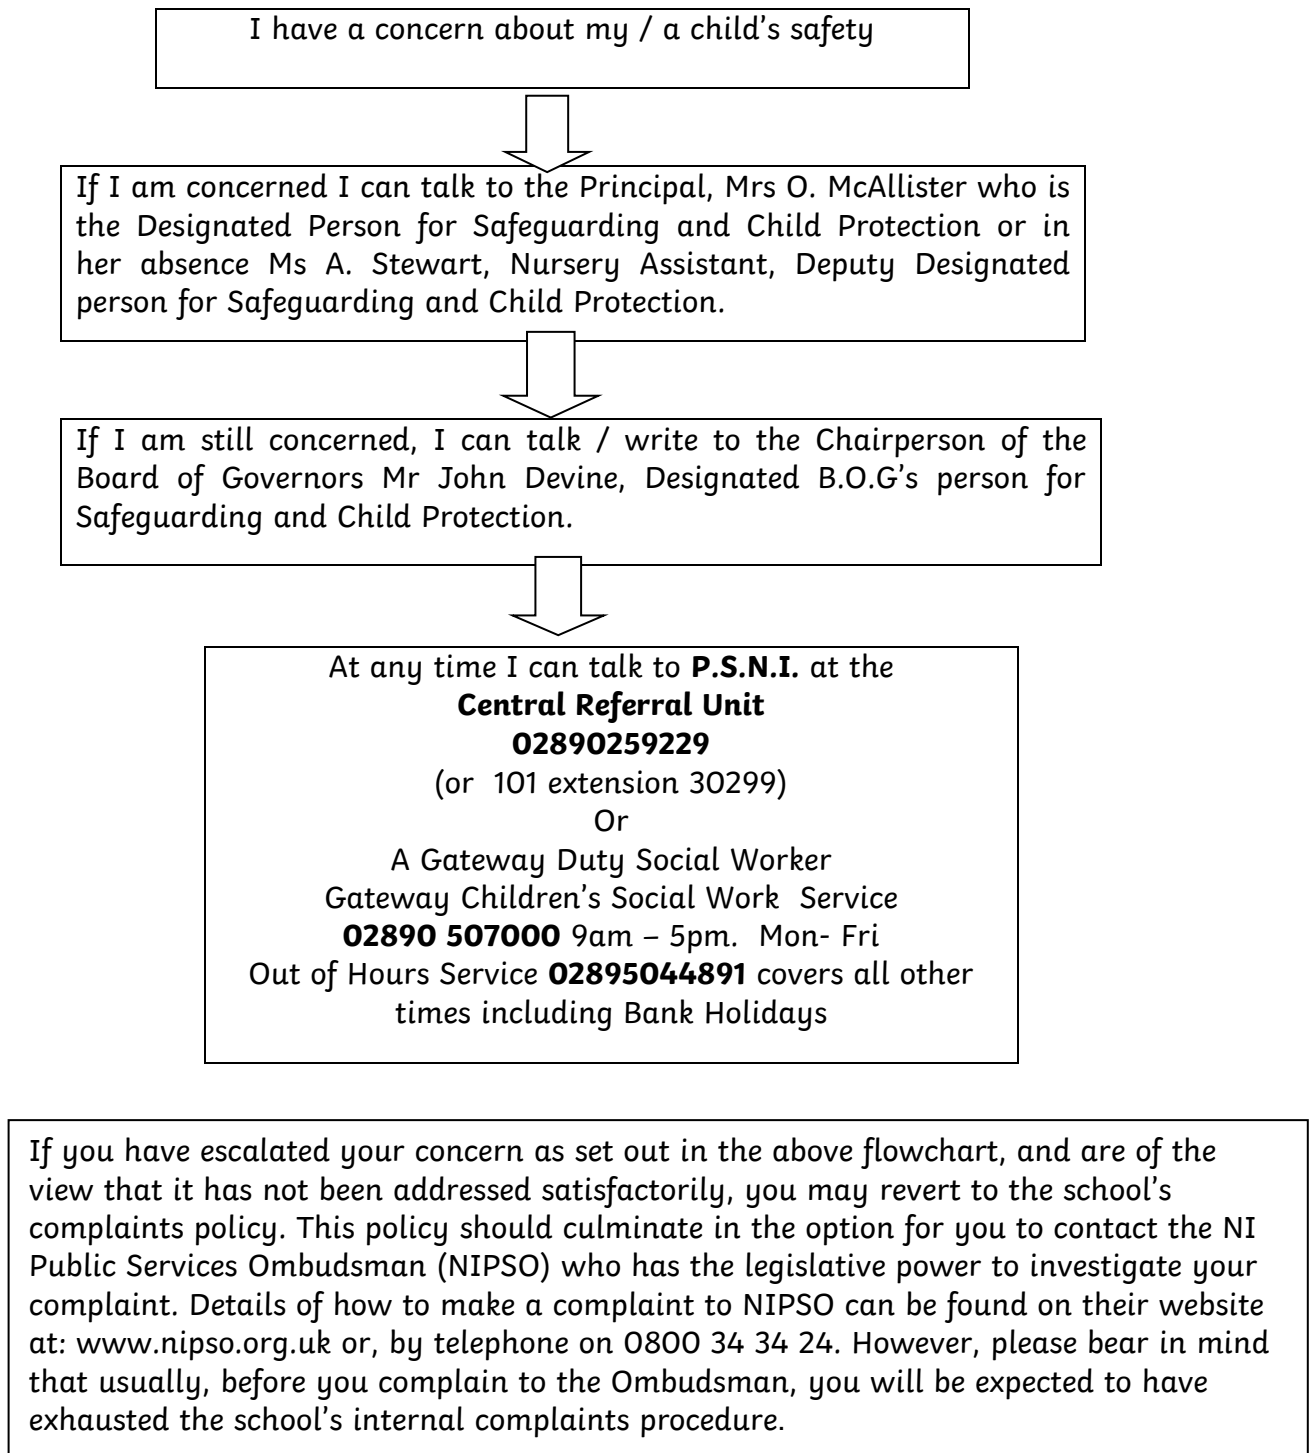 I have a concern about my / a child's safety
If I am concerned I can talk to the Principal, Mrs O. McAllister who is
the Designated Person for Safeguarding and Child Protection or in
her absence Ms A. Stewart, Nursery Assistant, Deputy Designated
person for Safeguarding and Child Protection.
If I am still concerned, I can talk / write to the Chairperson of the
Board of Governors Mr John Devine, Designated B.O.G's person for
Safeguarding and Child Protection.
At any time I can talk to P.S.N.I. at the
Central Referral Unit
02890259229
(or 101 extension 30299)
Or
A Gateway Duty Social Worker
Gateway Children's Social Work Service
02890 507000 9am – 5pm. Mon- Fri
Out of Hours Service 02895044891 covers all other
times including Bank Holidays
If you have escalated your concern as set out in the above flowchart, and are of the
view that it has not been addressed satisfactorily, you may revert to the school's
complaints policy. This policy should culminate in the option for you to contact the NI
Public Services Ombudsman (NIPSO) who has the legislative power to investigate your
complaint. Details of how to make a complaint to NIPSO can be found on their website
at: www.nipso.org.uk or, by telephone on 0800 34 34 24. However, please bear in mind
that usually, before you complain to the Ombudsman, you will be expected to have
exhausted the school's internal complaints procedure.